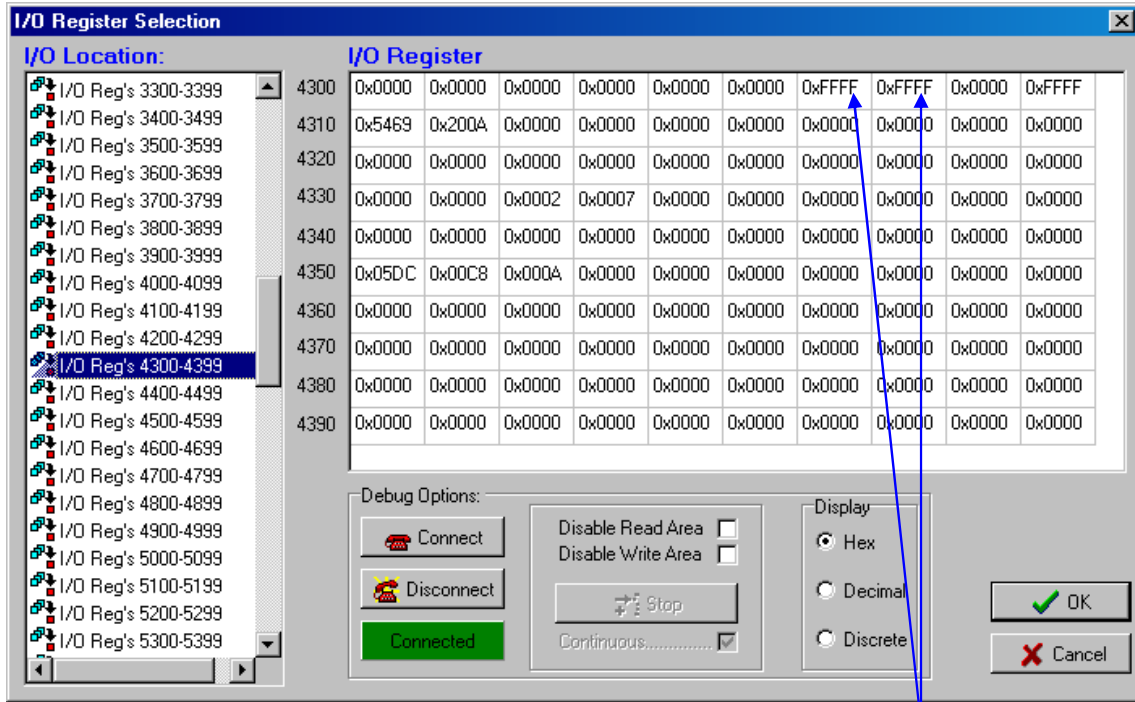 I/O Register Selection
I/O Location:
I/O Register
I/O Reg's 3300-3399
I/O Reg's 3400-3499
I/O Reg's 3500-3599
I/O Reg's 3600-3699
I/O Reg's 3700-3799
I/O Reg's 3800-3899
I/O Reg's 3900-3999
I/O Reg's 4000-4099
I/O Reg's 4100-4199
I/O Reg's 4200-4299
I/O Reg's 4300-4399
I/O Reg's 4400-4499
I/O Reg's 4500-4599
I/O Reg's 4600-4699
I/O Reg's 4700-4799
I/O Reg's 4800-4899
I/O Reg's 4900-4999
I/O Reg's 5000-5099
I/O Reg's 5100-5199
I/O Reg's 5200-5299
I/O Reg's 5300-5399
4300 0x0000 0x0000 0x0000 0x0000 0x0000 0x0000 0xFFFF 0xFFFF 0x0000 0xFFFF
4310 0x5469 0x200A 0x0000 0x0000 0x0000 0x0000 0x0000 0x0000 0x0000 0x0000
4320 0x0000 0x0000 0x0000 0x0000 0x0000 0x0000 0x0000 0x0000 0x0000 0x0000
4330 0x0000 0x0000 0x0002 0x0007 0x0000 0x0000 0x0000 0x0000 0x0000 0x0000
4340 0x0000 0x0000 0x0000 0x0000 0x0000 0x0000 0x0000 0x0000 0x0000 0x0000
4350 0x05DC 0x00C8 0x000A 0x0000 0x0000 0x0000 0x0000 0x0000 0x0000 0x0000
4360 0x0000 0x0000 0x0000 0x0000 0x0000 0x0000 0x0000 0x0000 0x0000 0x0000
4370 0x0000 0x0000 0x0000 0x0000 0x0000 0x0000 0x0000 0x0000 0x0000 0x0000
4380 0x0000 0x0000 0x0000 0x0000 0x0000 0x0000 0x0000 0x0000 0x0000 0x0000
4390 0x0000 0x0000 0x0000 0x0000 0x0000 0x0000 0x0000 0x0000 0x0000 0x0000
Debug Options:
Connect
Disconnect
Connected
Disable Read Area
Disable Write Area
Stop
Continuous..............
Display
Hex
Decimal
Discrete
OK
Cancel